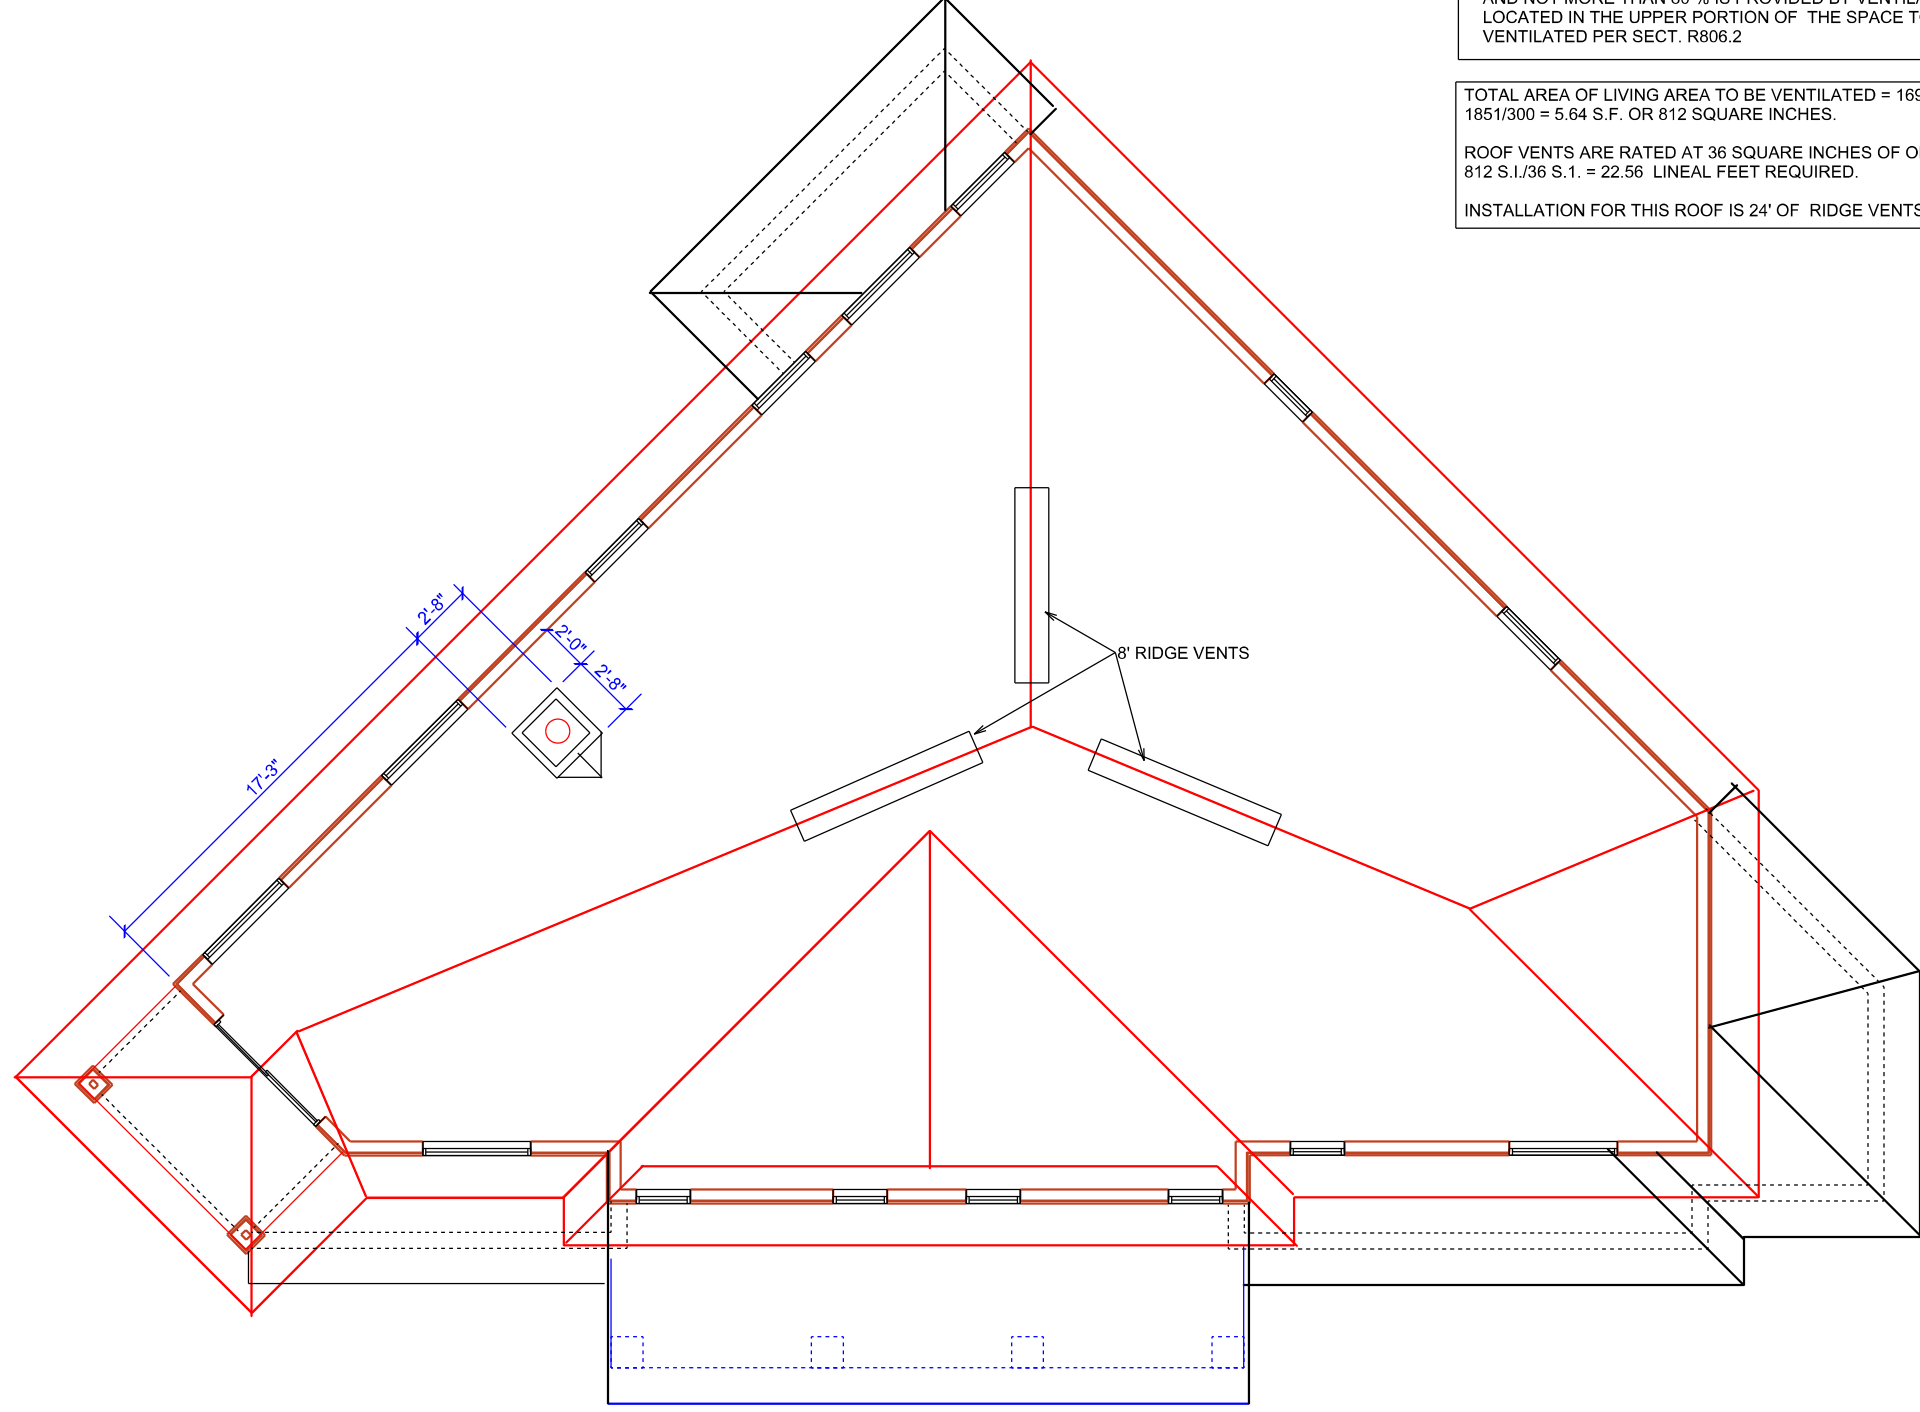 LOCATED IN THE UPPER PORTION OF THE SPACE
VENTILATED PER SECT. R806.2
TOTAL AREA OF LIVING AREA TO BE VENTILATED =
1851/300 = 5.64 S.F. OR 812 SQUARE INCHES.
ROOF VENTS ARE RATED AT 36 SQUARE INCHES OF
812 S.I./36 S.1. = 22.56 LINEAL FEET REQUIRED.
INSTALLATION FOR THIS ROOF IS 24' OF RIDGE VENTS
2'-8"
2'-0"
2'-8"
8' RIDGE VENTS
17'-3"